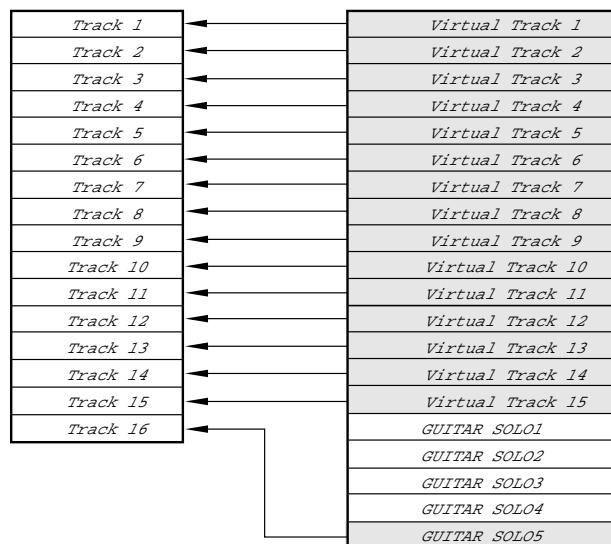 Track 1
Track 2
Track 3
Track 4
Track 5
Track 6
Track 7
Track 8
Track 9
Track 10
Track 11
Track 12
Track 13
Track 14
Track 15
Track 16
Virtual Track 1
Virtual Track 2
Virtual Track 3
Virtual Track 4
Virtual Track 5
Virtual Track 6
Virtual Track 7
Virtual Track 8
Virtual Track 9
Virtual Track 10
Virtual Track 11
Virtual Track 12
Virtual Track 13
Virtual Track 14
Virtual Track 15
GUITAR SOLO1
GUITAR SOLO2
GUITAR SOLO3
GUITAR SOLO4
GUITAR SOLO5